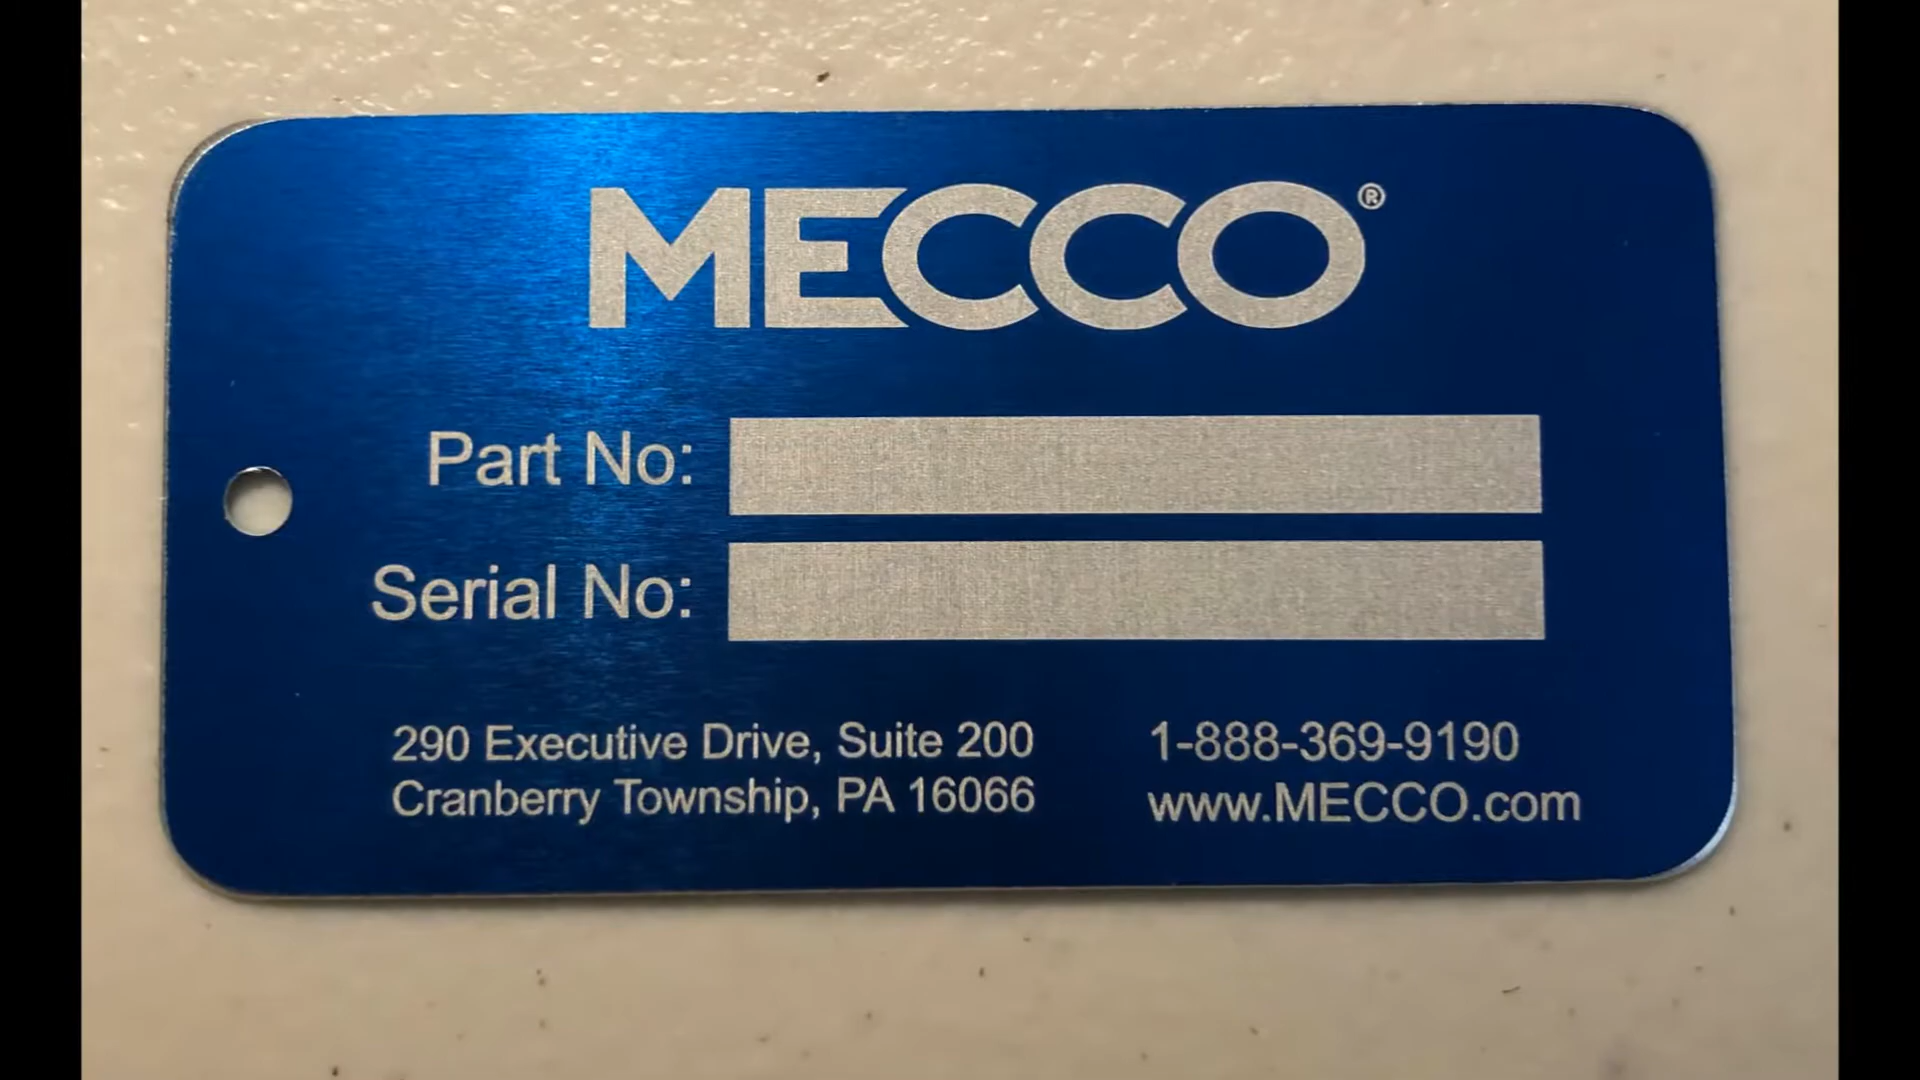 MECCO®
Part No:
Serial No:
290 Executive Drive, Suite 200
Cranberry Township, PA 16066
1-888-369-9190
www.MECCO.com